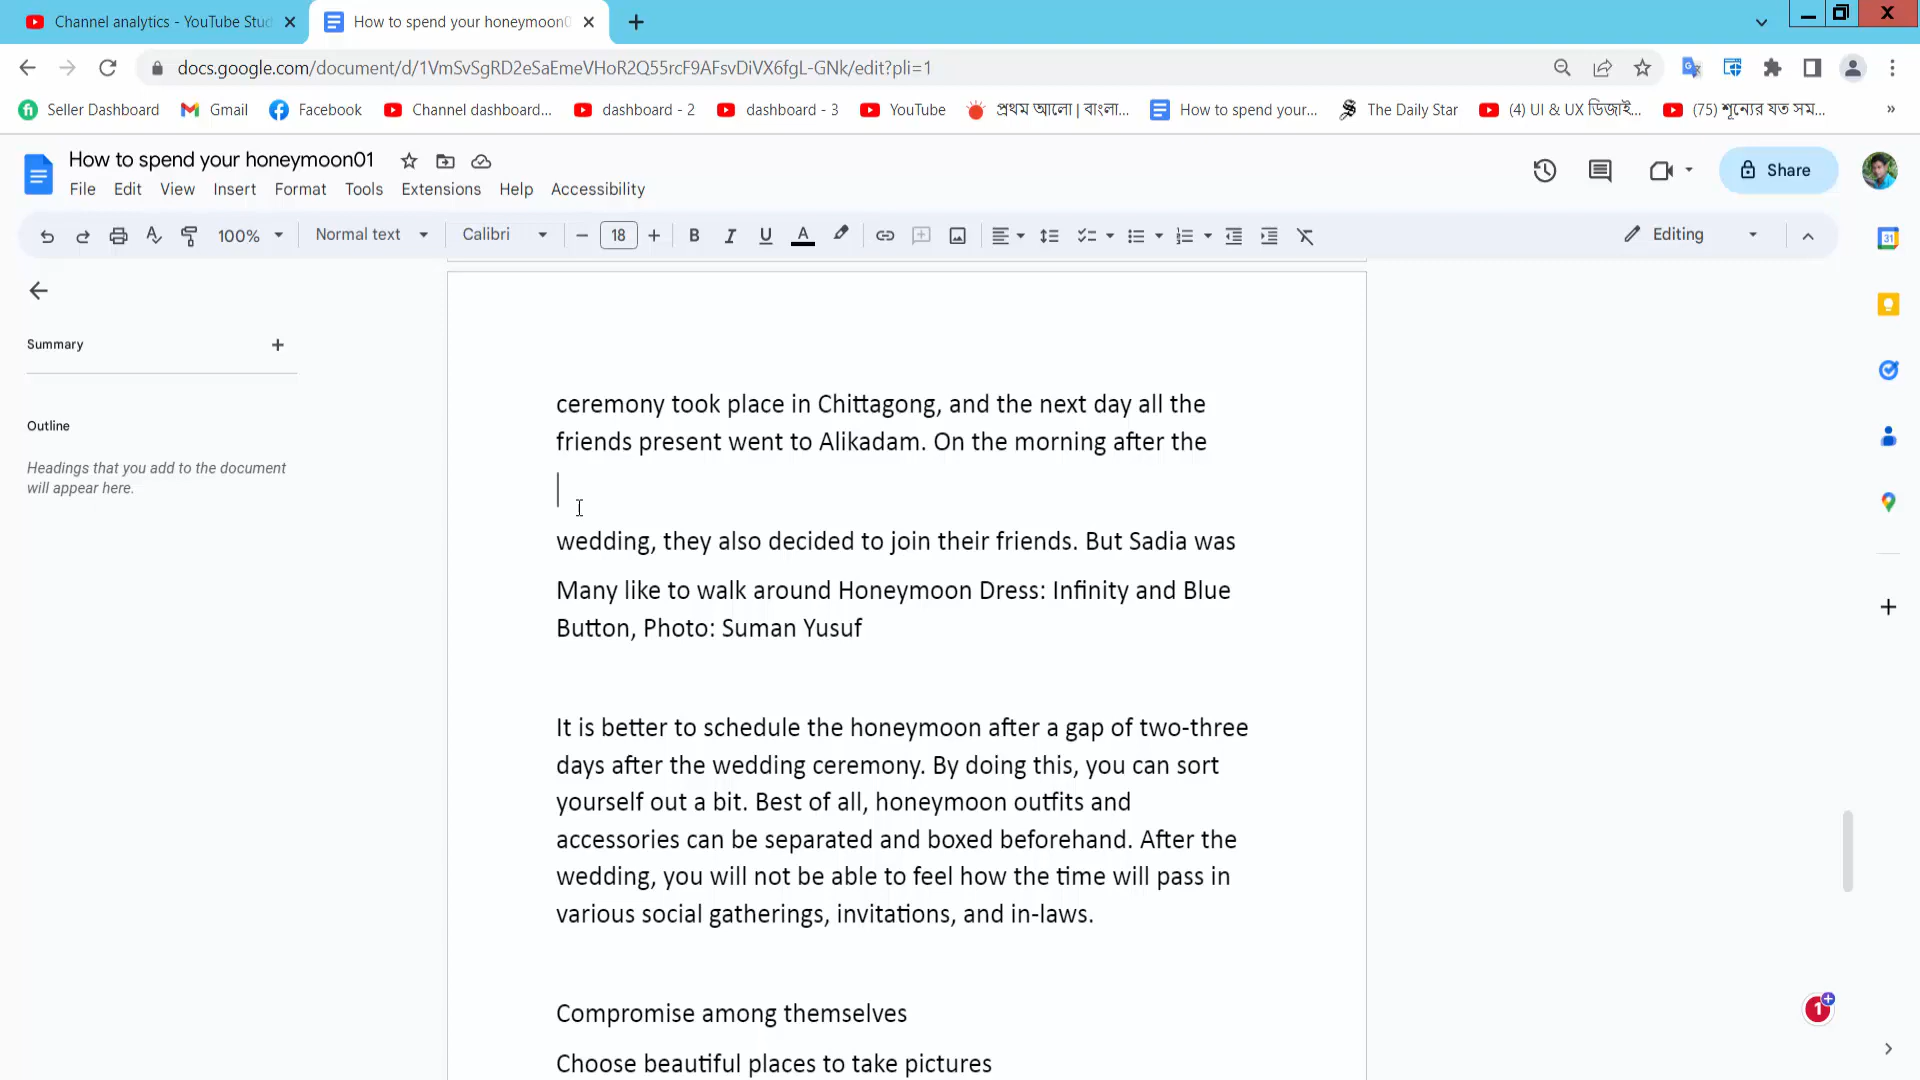 Channel analytics - YouTube Stud
How to spend your honeymoon0
docs.google.com/document/d/1VmSvSgRD2eSaEmeVHoR2Q55rcF9AFsvDiVX6fgL-GNk/edit?pli=1
Seller Dashboard
Gmail
Facebook
Channel dashboard...
dashboard - 2
dashboard - 3
YouTube
প্রথম আলো | বাংলা...
How to spend your...
The Daily Star
(4) UI & UX ডিজাই...
(75) শূন্যের যত সম...
»
How to spend your honeymoon01
File Edit View Insert Format Tools Extensions Help Accessibility
Share
100%
Normal text
Calibri
18
B I U A
Editing
31
Summary
Outline
Headings that you add to the document
will appear here.
ceremony took place in Chittagong, and the next day all the
friends present went to Alikadam. On the morning after the
wedding, they also decided to join their friends. But Sadia was
Many like to walk around Honeymoon Dress: Infinity and Blue
Button, Photo: Suman Yusuf
It is better to schedule the honeymoon after a gap of two-three
days after the wedding ceremony. By doing this, you can sort
yourself out a bit. Best of all, honeymoon outfits and
accessories can be separated and boxed beforehand. After the
wedding, you will not be able to feel how the time will pass in
various social gatherings, invitations, and in-laws.
Compromise among themselves
Choose beautiful places to take pictures
1